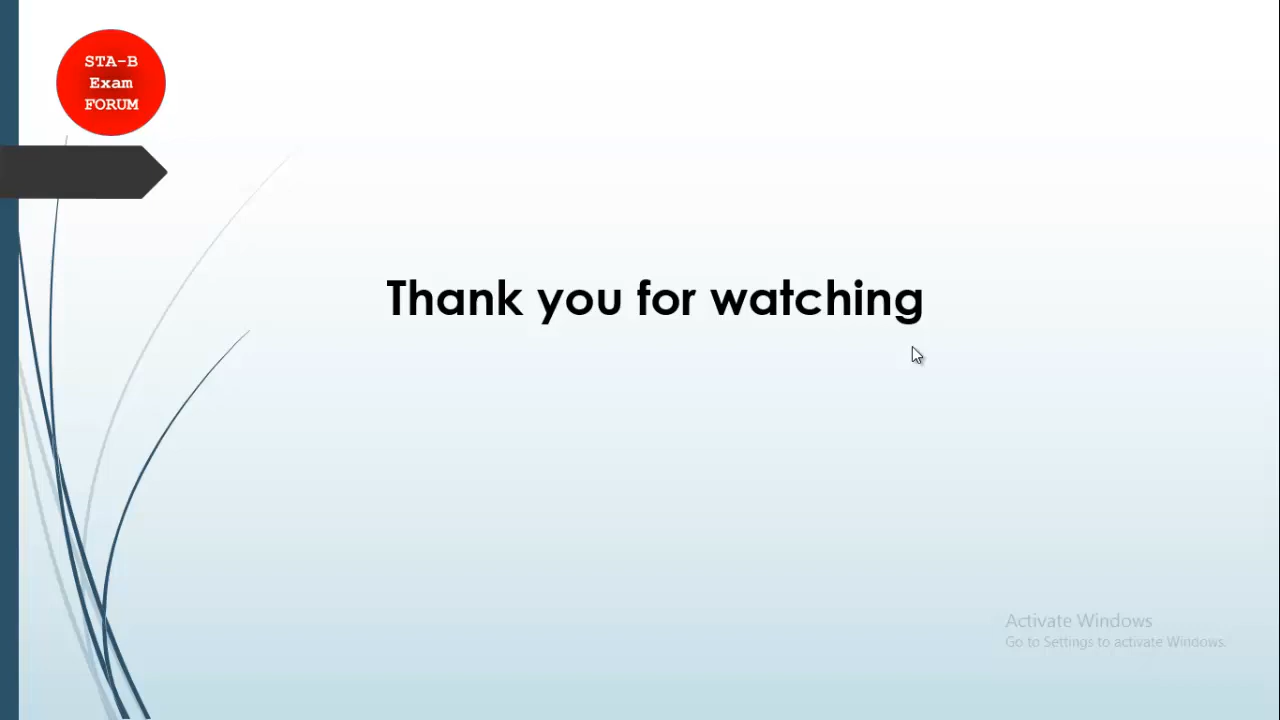 STA-B
Exam
FORUM
Thank you for watching
Activate Windows
Go to Settings to activate Windows.